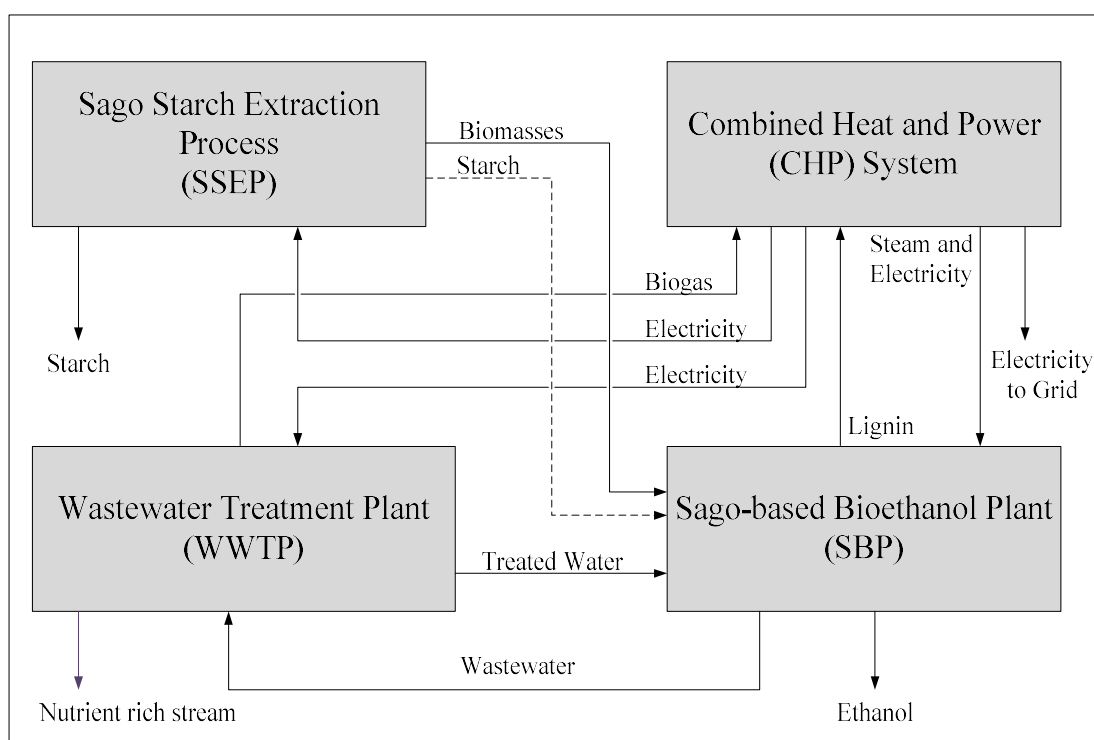 Sago Starch Extraction
Process
(SSEP)
Combined Heat and Power
(CHP) System
Biomasses
Starch
Steam and
Electricity
Biogas
Electricity
Starch
Electricity
to Grid
Electricity
Lignin
Wastewater Treatment Plant
(WWTP)
Sago-based Bioethanol Plant
(SBP)
Treated Water
Wastewater
Nutrient rich stream
Ethanol